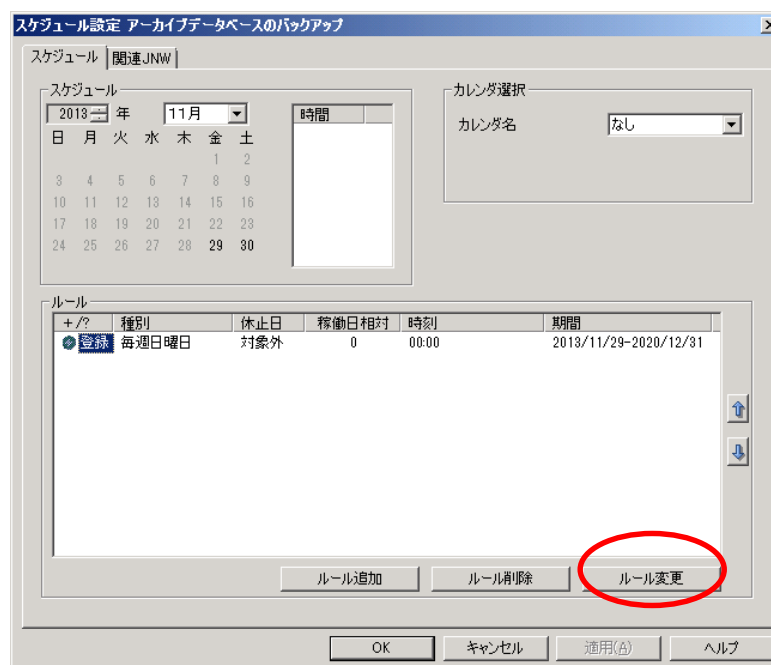 スケジュール設定 アーカイブデータベースのバックアップ
スケジュール 関連JNW
スケジュール
2013 年 11月
日 月 火 水 木 金 土
1 2
3 4 5 6 7 8 9
10 11 12 13 14 15 16
17 18 19 20 21 22 23
24 25 26 27 28 29 30
時間
カレンダ選択
カレンダ名 なし
ルール
+/? 種別 休止日 稼働日相対 時刻 期間
登録 毎週日曜日 対象外 0 00:00 2013/11/29-2020/12/31
ルール追加 ルール削除 ルール変更
OK キャンセル 適用(A) ヘルプ